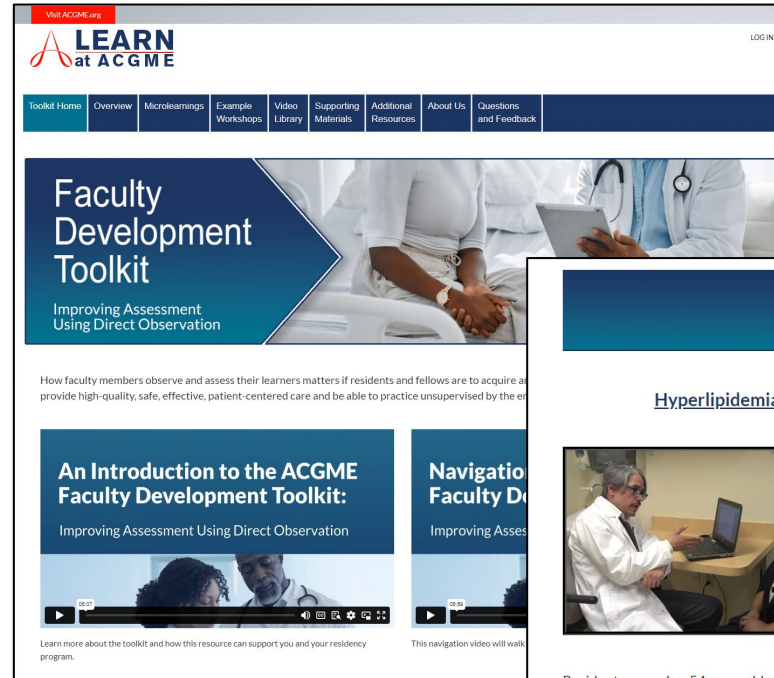 Visit ACGME.org
LEARN
at ACGME
LOG IN
Toolkit Home
Overview
Microlearnings
Example
Workshops
Video
Library
Supporting
Materials
Additional
Resources
About Us
Questions
and Feedback
Faculty
Development
Toolkit
Improving Assessment
Using Direct Observation
How faculty members observe and assess their learners matters if residents and fellows are to acquire
provide high-quality, safe, effective, patient-centered care and be able to practice unsupervised by the
An Introduction to the ACGME
Faculty Development Toolkit:
Improving Assessment Using Direct Observation
05:07
Learn more about the toolkit and how this resource can support you and your residency
program.
Faculty
Improving
05:58
This navigation video will walk
Hyperlipidemia